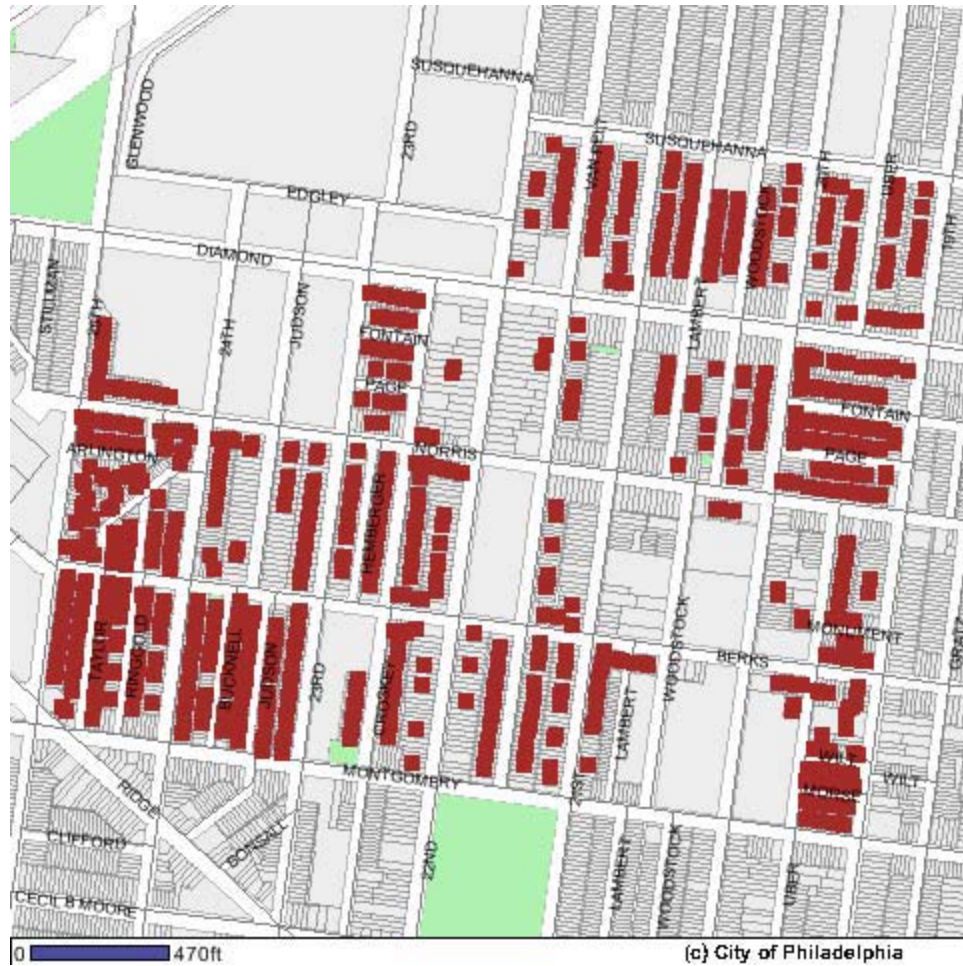 SUSQUEHANNA
GLENWOOD
23RD
VAN PELT
SUSQUEHANNA
UBER
EDGLEY
WOODSTOCK
19TH
DIAMOND
STILLMAN
JUDSON
LAMBERT
24TH
FONTAIN
PAGE
FONTAIN
NORRIS
ARLINGTON
PAGE
HEMBERGER
TAYLOR
RINGGOLD
BUCKNELL
JUDSON
23RD
CROSKEY
WOODSTOCK
MONUMENT
BERKS
GRATZ
LAMBERT
WILT
WILT
MORSE
MONTGOMERY
21ST
RIDGE
BONSALL
CLIFFORD
22ND
LAMBERT
WOODSTOCK
UBER
CECIL B MOORE
0 470ft (c) City of Philadelphia